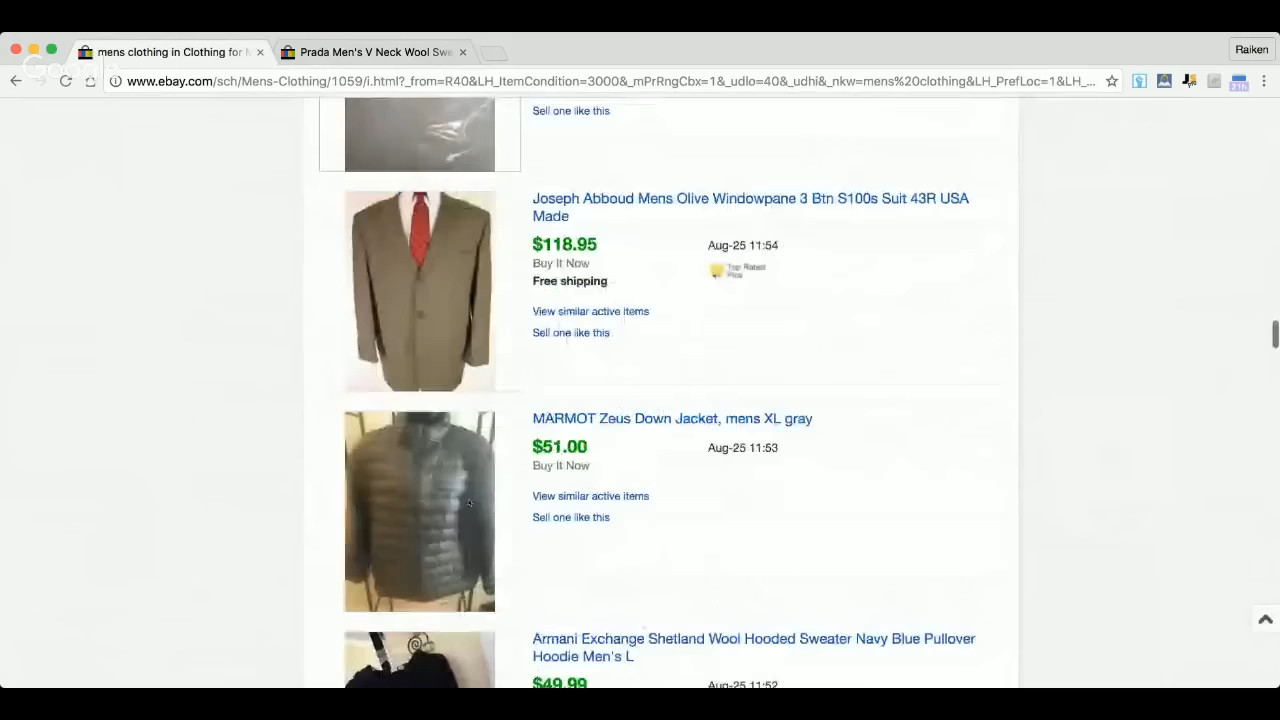 mens clothing in Clothing for M
Prada Men's V Neck Wool Swe
Raiken
Google
www.ebay.com/sch/Mens-Clothing/1059/i.html?_from=R40&LH_ItemCondition=3000&_mPrRngCbx=1&_udlo=40&_udhi&_nkw=mens%20clothing&LH_PrefLoc=1&LH_...
21h
Sell one like this
Joseph Abboud Mens Olive Windowpane 3 Btn S100s Suit 43R USA
Made
$118.95
Aug-25 11:54
Buy It Now
Top Rated
Plus
Free shipping
View similar active items
Sell one like this
MARMOT Zeus Down Jacket, mens XL gray
$51.00
Aug-25 11:53
Buy It Now
View similar active items
Sell one like this
Armani Exchange Shetland Wool Hooded Sweater Navy Blue Pullover
Hoodie Men's L
$49.99
Aug-25 11:52